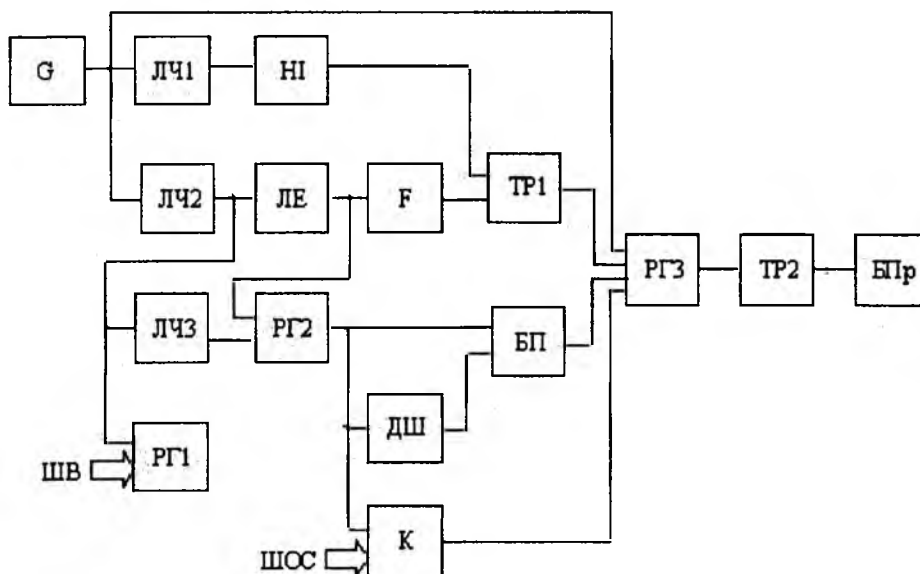 G
ЛЧ1
НІ
ЛЧ2
ЛЕ
F
ТР1
РГ3
ТР2
БПр
ЛЧ3
РГ2
БП
ДШ
ШВ
РГ1
ШОС
К